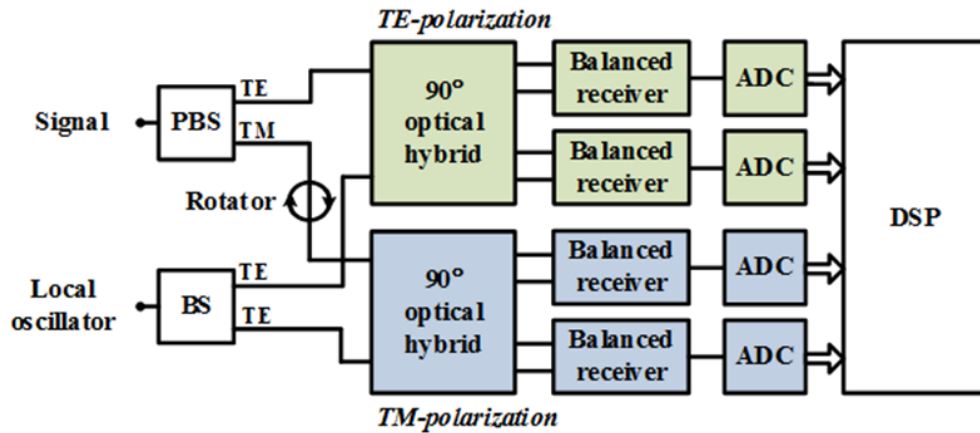 TE-polarization
Signal
PBS
TE
TM
Rotator
Local
oscillator
BS
TE
TE
90°
optical
hybrid
Balanced
receiver
ADC
Balanced
receiver
ADC
90°
optical
hybrid
Balanced
receiver
ADC
Balanced
receiver
ADC
DSP
TM-polarization